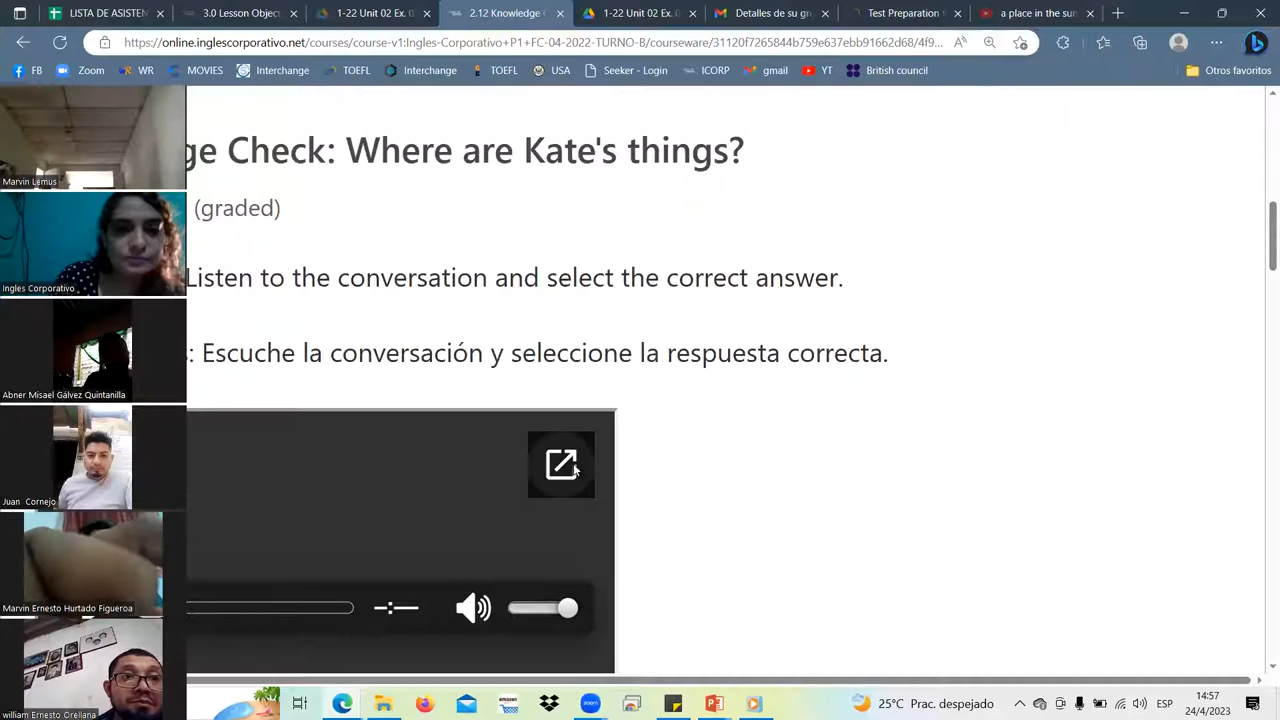 LISTA DE ASISTEN
3.0 Lesson Objec
1-22 Unit 02 Ex. 0
2.12 Knowledge
1-22 Unit 02 Ex. 0
Detalles de su gru
Test Preparation M
a place in the sun
https://online.inglescorporativo.net/courses/course-v1:Ingles-Corporativo+P1+FC-04-2022-TURNO-B/courseware/31120f7265844b759e637ebb91662d68/4f9...
FB
Zoom
WR
MOVIES
Interchange
TOEFL
Interchange
TOEFL
USA
Seeker - Login
ICORP
gmail
YT
British council
Otros favoritos
ge Check: Where are Kate's things?
(graded)
Listen to the conversation and select the correct answer.
: Escuche la conversación y seleccione la respuesta correcta.
-:--
Marvin Lemus
Ingles Corporativo
Abner Misael Gálvez Quintanilla
Juan Cornejo
Marvin Ernesto Hurtado Figueroa
william Ernesto Orellana
amazon
25°C Prac. despejado
ESP
14:57
24/4/2023